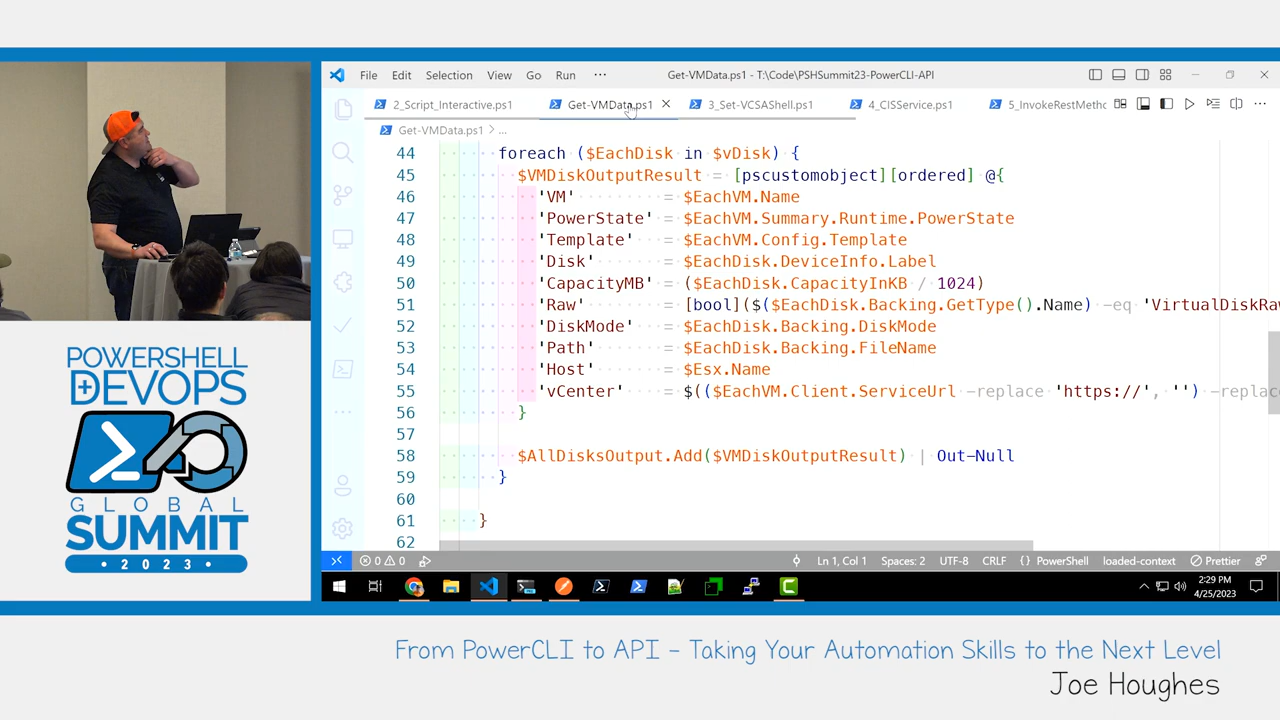 File Edit Selection View Go Run ··· Get-VMData.ps1 - T:\Code\PSHSummit23-PowerCLI-API
2_Script_Interactive.ps1 Get-VMData.ps1 3_Set-VCSAShell.ps1 4_CISService.ps1 5_InvokeRestMethc
Get-VMData.ps1 > ...
44 foreach ($EachDisk in $vDisk) {
45 $VMDiskOutputResult = [pscustomobject][ordered] @{
46 'VM' = $EachVM.Name
47 'PowerState' = $EachVM.Summary.Runtime.PowerState
48 'Template' = $EachVM.Config.Template
49 'Disk' = $EachDisk.DeviceInfo.Label
50 'CapacityMB' = ($EachDisk.CapacityInKB / 1024)
51 'Raw' = [bool]($($EachDisk.Backing.GetType().Name) -eq 'VirtualDiskRaw
52 'DiskMode' = $EachDisk.Backing.DiskMode
53 'Path' = $EachDisk.Backing.FileName
54 'Host' = $Esx.Name
55 'vCenter' = $(($EachVM.Client.ServiceUrl -replace 'https://', '') -replac
56 }
57
58 $AllDisksOutput.Add($VMDiskOutputResult) | Out-Null
59 }
60
61 }
62
0 0 Ln 1, Col 1 Spaces: 2 UTF-8 CRLF {} PowerShell loaded-context Prettier
2:29 PM
4/25/2023
POWERSHELL
+DEVOPS
GLOBAL
SUMMIT
• 2023 •
From PowerCLI to API - Taking Your Automation Skills to the Next Level
Joe Houghes